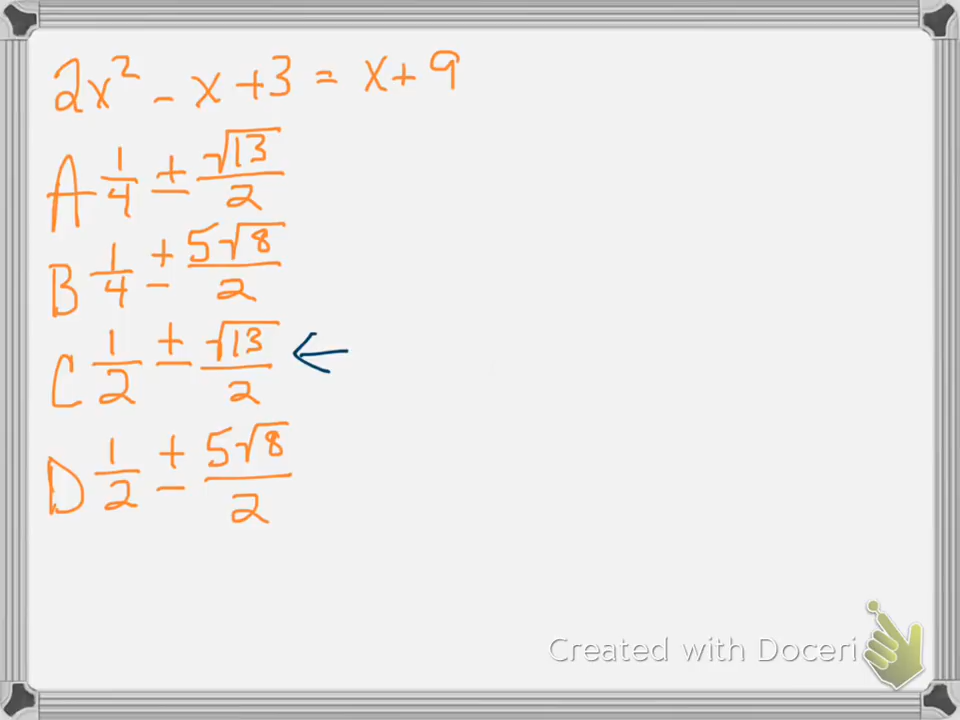 2x² - x + 3 = x + 9
A 1/4 ± √13/2
B 1/4 ± 5√8/2
C 1/2 ± √13/2 ←
D 1/2 ± 5√8/2
Created with Doceri